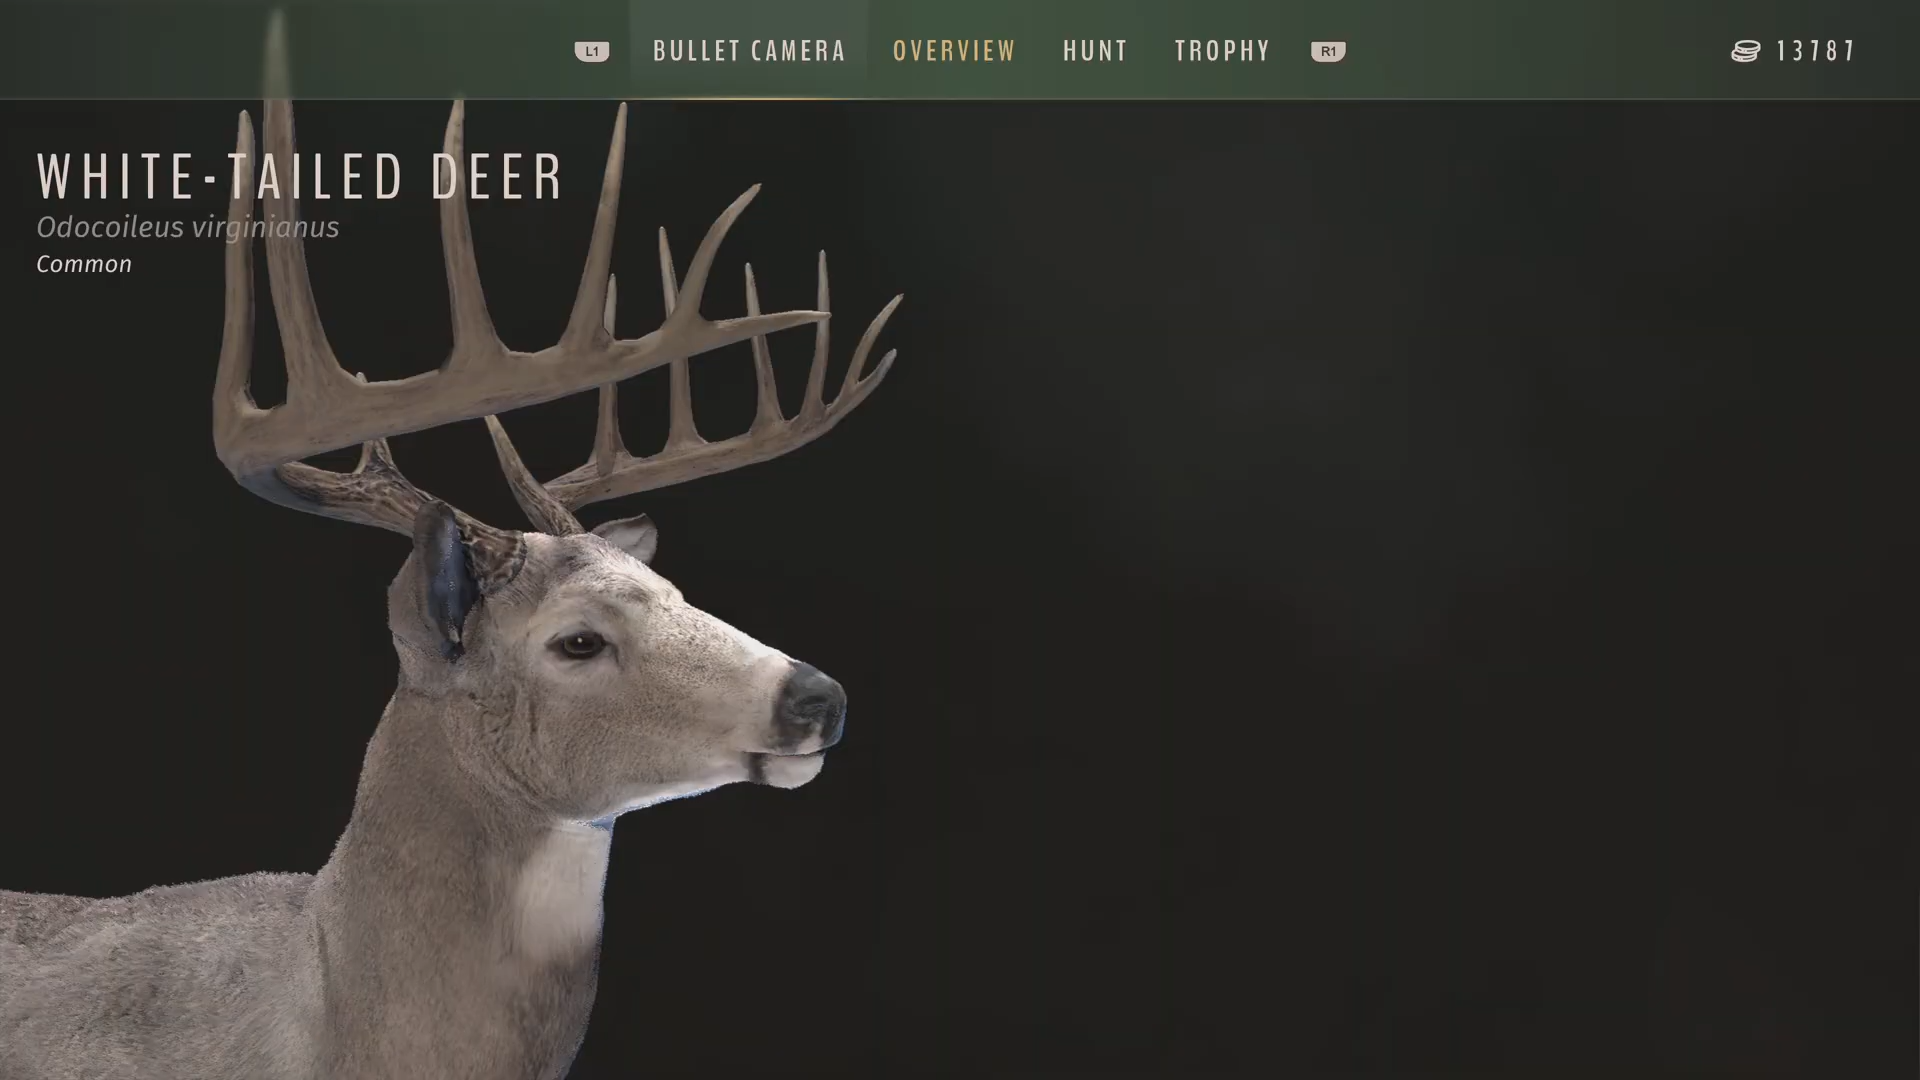 L1 BULLET CAMERA OVERVIEW HUNT TROPHY R1 13787
WHITE-TAILED DEER
Odocoileus virginianus
Common